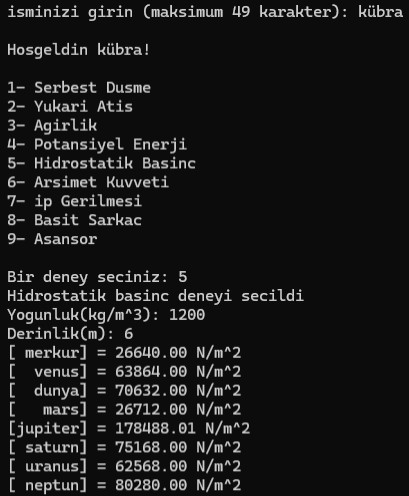 isminizi girin (maksimum 49 karakter): kübra
Hosgeldin kübra!
1- Serbest Dusme
2- Yukari Atis
3- Agirlik
4- Potansiyel Enerji
5- Hidrostatik Basinc
6- Arsimet Kuvveti
7- ip Gerilmesi
8- Basit Sarkac
9- Asansor
Bir deney seciniz: 5
Hidrostatik basinc deneyi secildi
Yogunluk(kg/m^3): 1200
Derinlik(m): 6
[ merkur] = 26640.00 N/m^2
[  venus] = 63864.00 N/m^2
[  dunya] = 70632.00 N/m^2
[   mars] = 26712.00 N/m^2
[jupiter] = 178488.01 N/m^2
[ saturn] = 75168.00 N/m^2
[ uranus] = 62568.00 N/m^2
[ neptun] = 80280.00 N/m^2